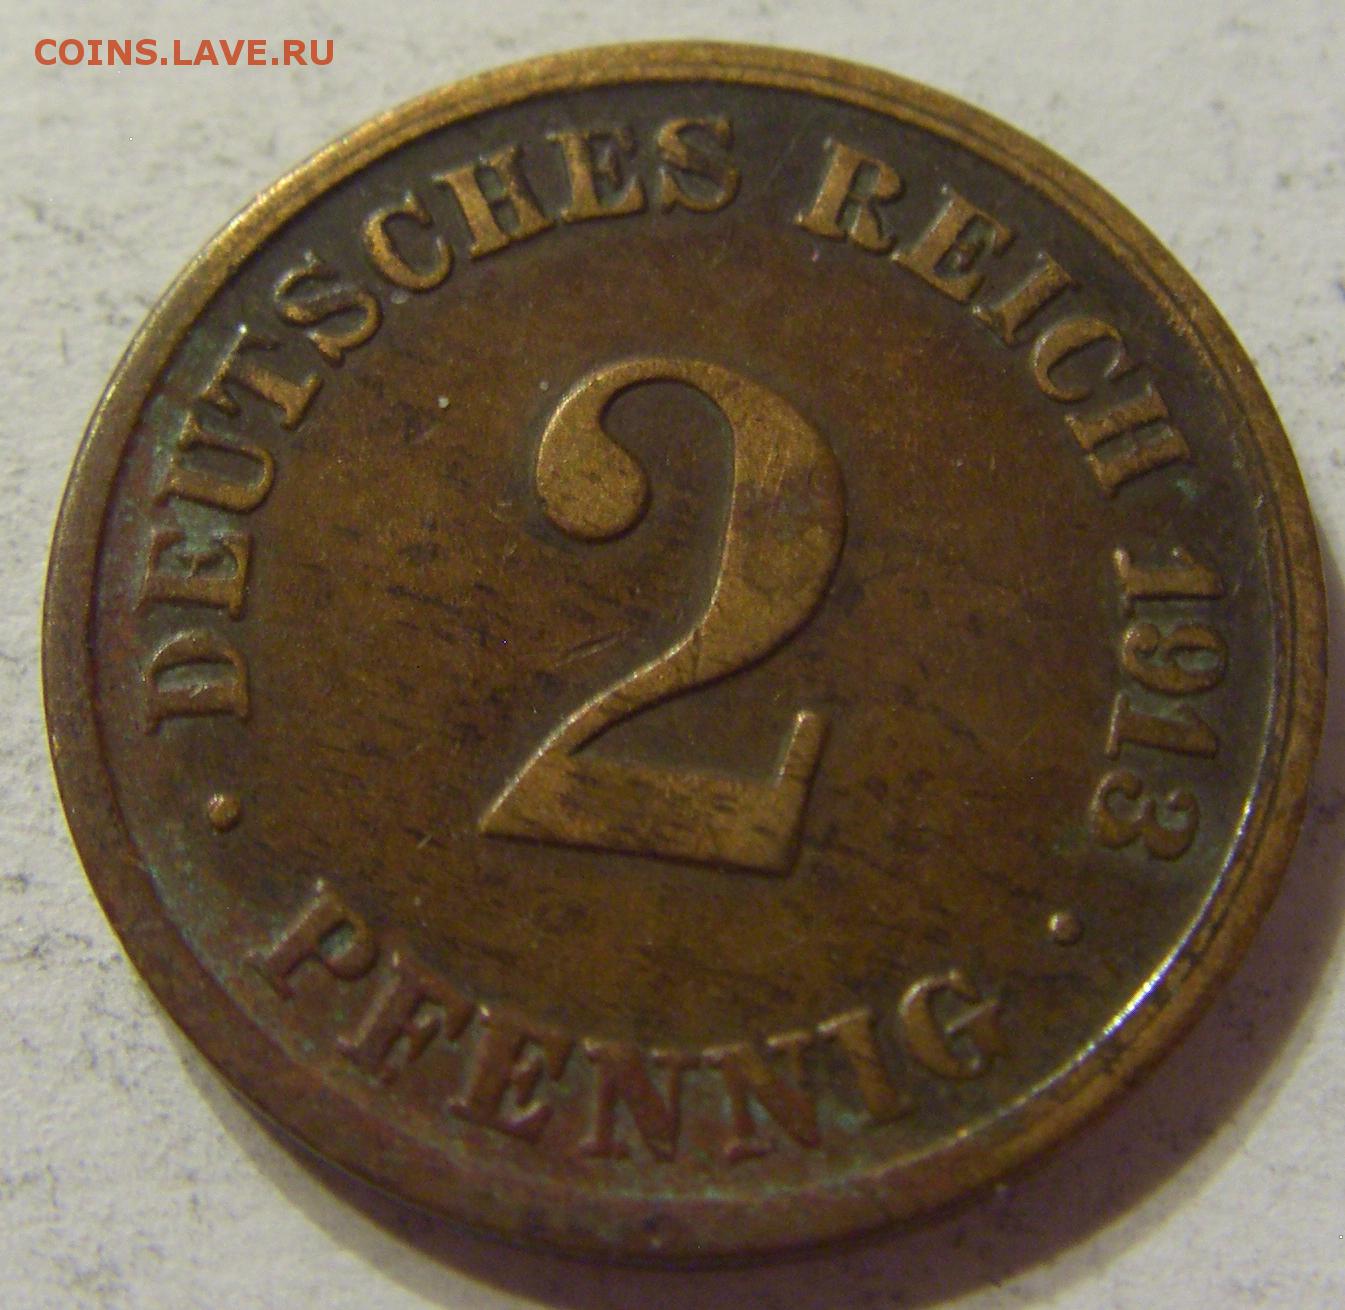 COINS.LAVE.RU
DEUTSCHES REICH 1913
2
· PFENNIG ·